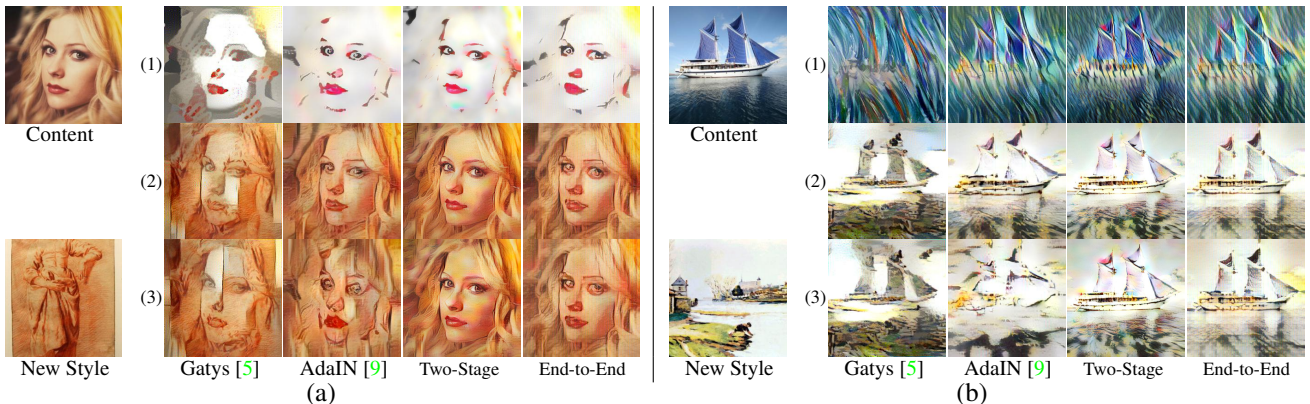 (1)
Content
(2)
(3)
New Style
Gatys [5]
AdaIN [9]
Two-Stage
End-to-End
(a)
(1)
Content
(2)
(3)
New Style
Gatys [5]
AdaIN [9]
Two-Stage
End-to-End
(b)